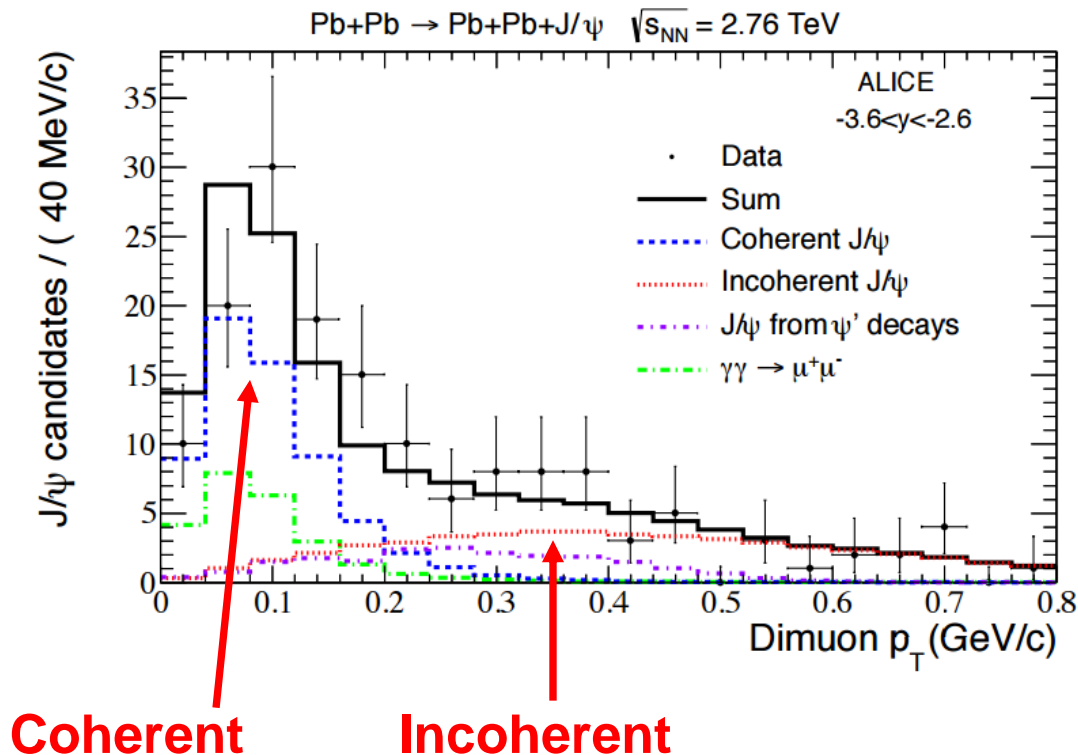 Pb+Pb → Pb+Pb+J/ψ √s_NN = 2.76 TeV
J/ψ candidates / ( 40 MeV/c)
35
30
25
20
15
10
5
0
ALICE
-3.6<y<-2.6
Data
Sum
Coherent J/ψ
Incoherent J/ψ
J/ψ from ψ' decays
γγ → μ⁺μ⁻
0 0.1 0.2 0.3 0.4 0.5 0.6 0.7 0.8
Dimuon p_T (GeV/c)
Coherent Incoherent